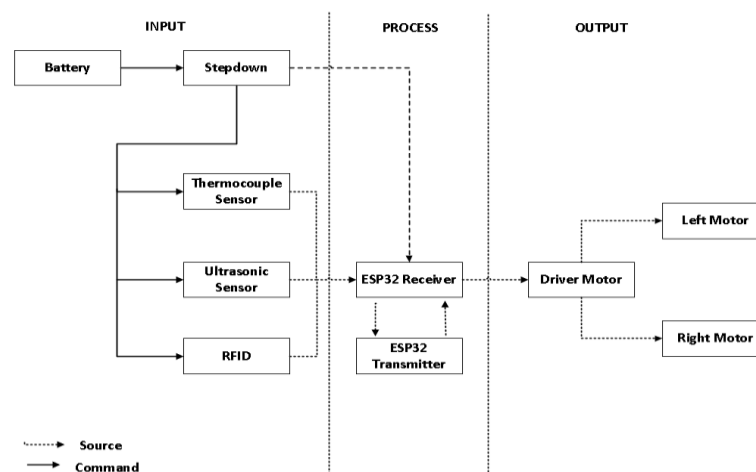 INPUT
PROCESS
OUTPUT
Battery
Stepdown
Thermocouple
Sensor
Left Motor
Ultrasonic
Sensor
ESP32 Receiver
Driver Motor
RFID
ESP32
Transmitter
Right Motor
Source
Command